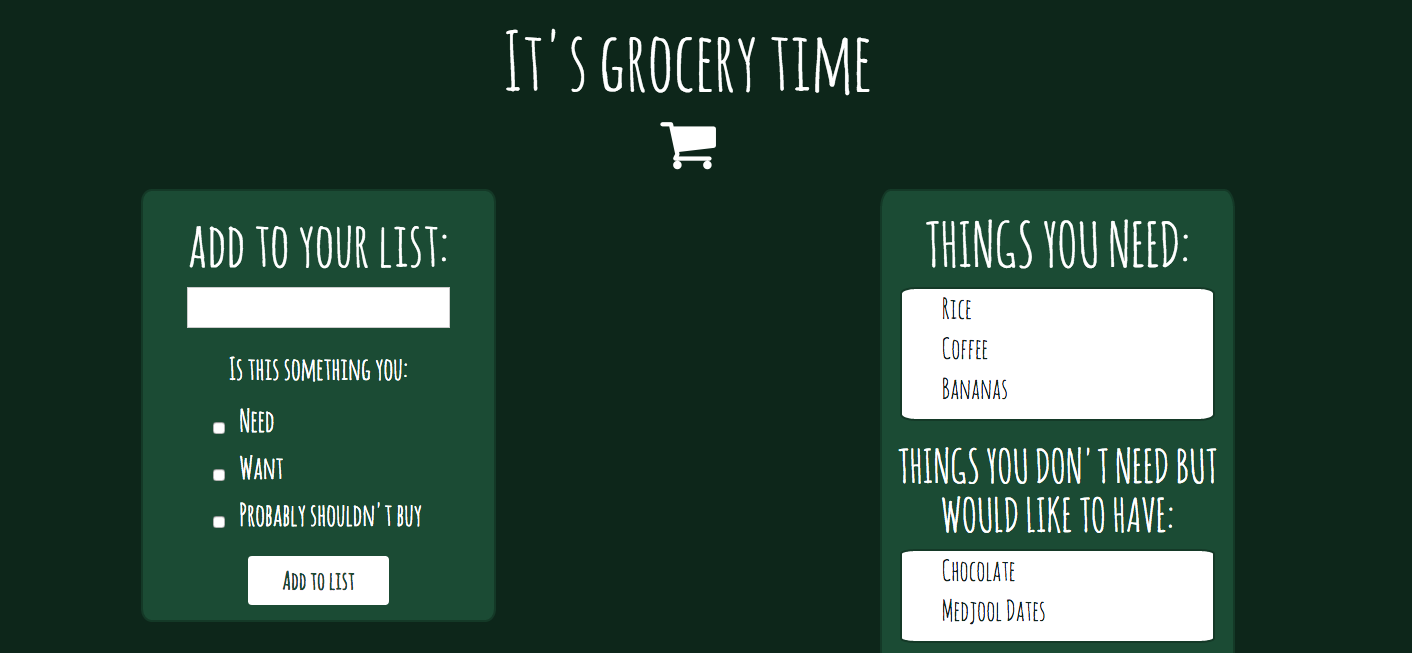 It's grocery time
Add to your list:
Is this something you:
Need
Want
Probably shouldn't buy
Add to list
Things you need:
Rice
Coffee
Bananas
Things you don't need but
would like to have:
Chocolate
Medjool Dates